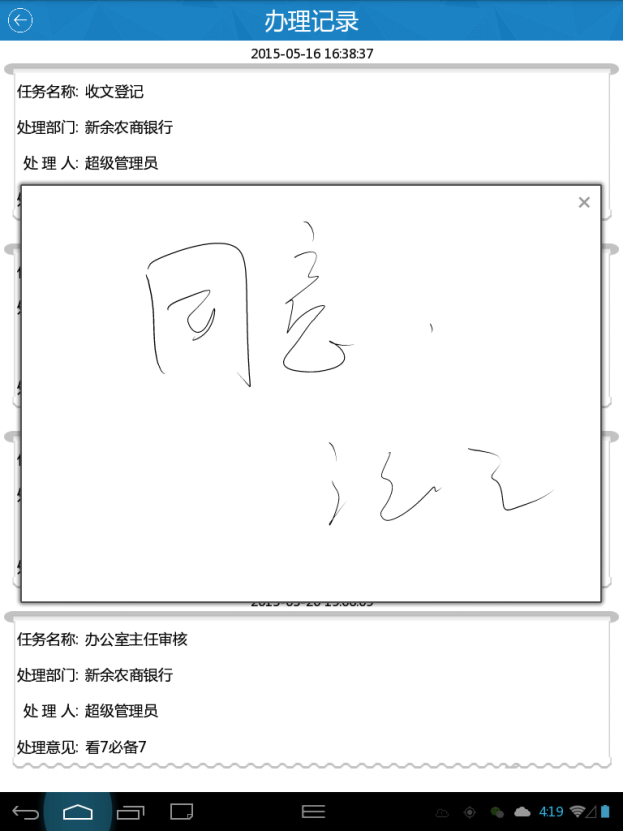 办理记录
2015-05-16 16:38:37
任务名称: 收文登记
处理部门: 新余农商银行
处 理 人: 超级管理员
同意.
任务名称: 办公室主任审核
处理部门: 新余农商银行
处 理 人: 超级管理员
处理意见: 看7必备7
4:19